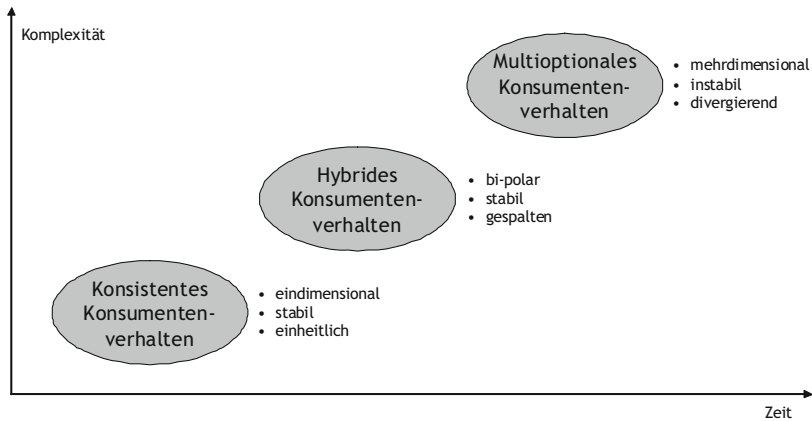 Komplexität
Multioptionales
Konsumenten-
verhalten
• mehrdimensional
• instabil
• divergierend
Hybrides
Konsumenten-
verhalten
• bi-polar
• stabil
• gespalten
Konsistentes
Konsumenten-
verhalten
• eindimensional
• stabil
• einheitlich
Zeit